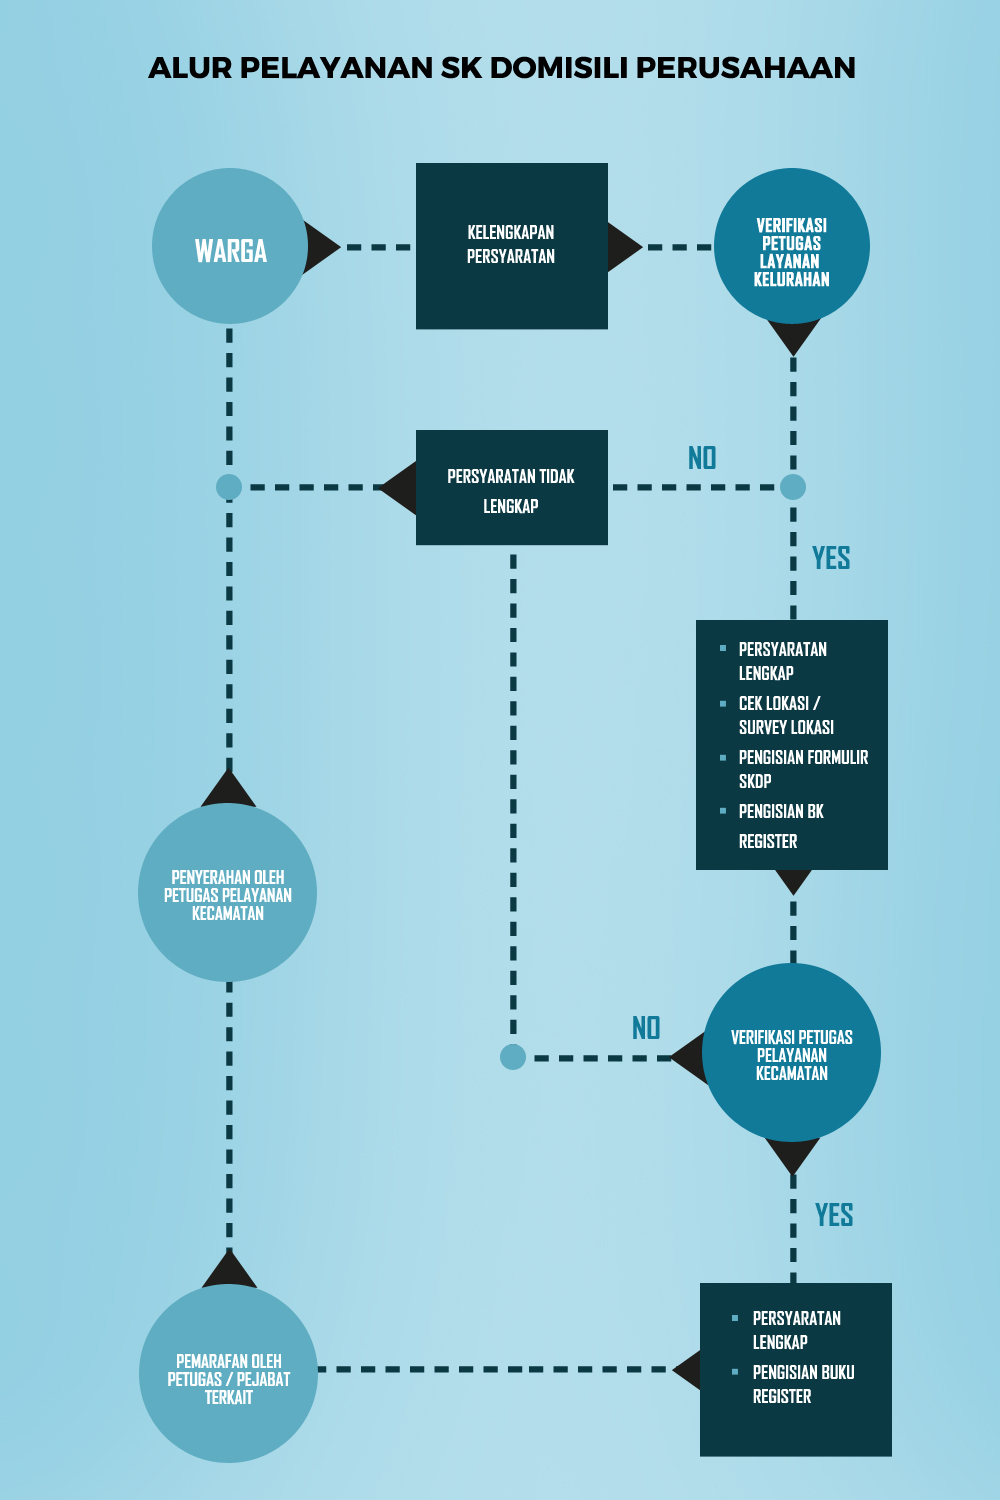 ALUR PELAYANAN SK DOMISILI PERUSAHAAN
WARGA
KELENGKAPAN
PERSYARATAN
VERIFIKASI
PETUGAS
LAYANAN
KELURAHAN
PERSYARATAN TIDAK
LENGKAP
NO
YES
▪ PERSYARATAN
LENGKAP
▪ CEK LOKASI /
SURVEY LOKASI
▪ PENGISIAN FORMULIR
SKDP
▪ PENGISIAN BK
REGISTER
PENYERAHAN OLEH
PETUGAS PELAYANAN
KECAMATAN
NO
VERIFIKASI PETUGAS
PELAYANAN
KECAMATAN
YES
▪ PERSYARATAN
LENGKAP
▪ PENGISIAN BUKU
REGISTER
PEMARAFAN OLEH
PETUGAS / PEJABAT
TERKAIT